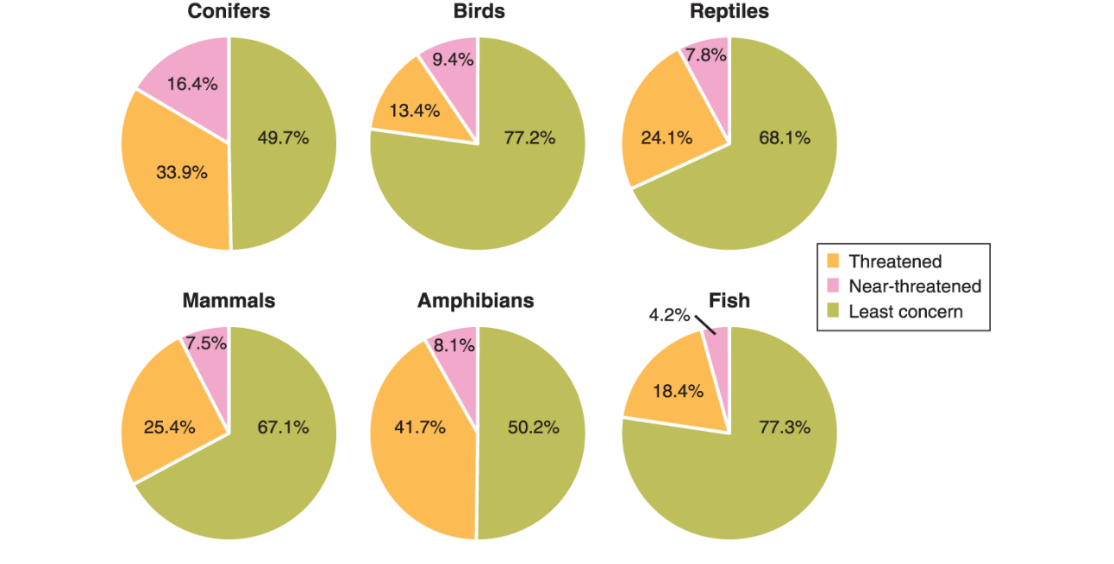 Conifers
Birds
Reptiles
16.4%
49.7%
33.9%
9.4%
13.4%
77.2%
7.8%
24.1%
68.1%
Threatened
Near-threatened
Least concern
Mammals
Amphibians
Fish
7.5%
25.4%
67.1%
8.1%
41.7%
50.2%
4.2%
18.4%
77.3%